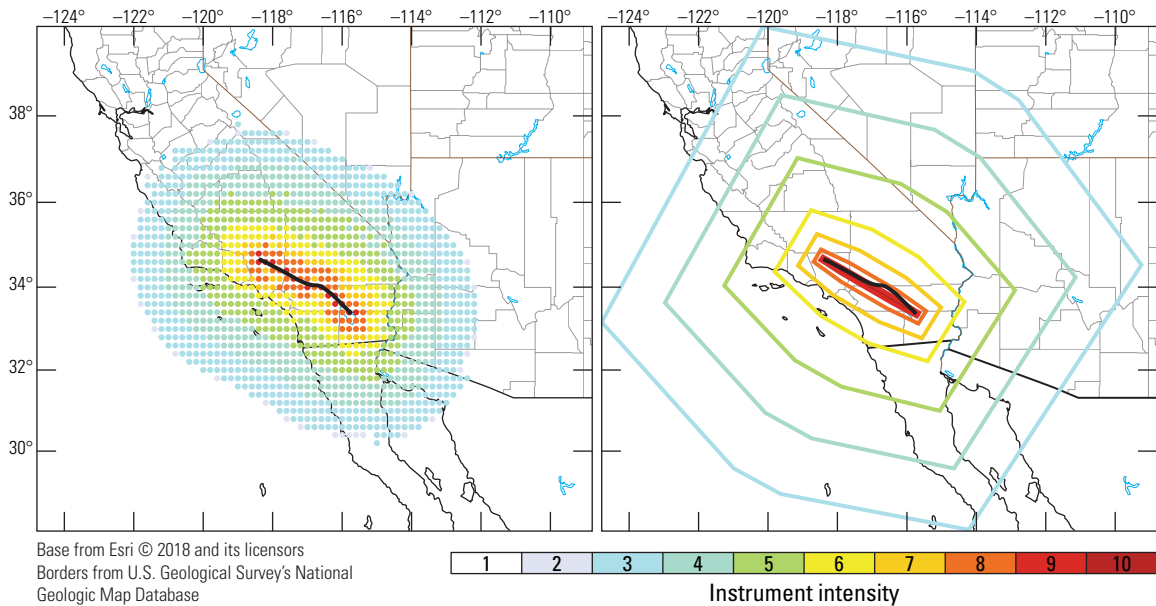 −124 −122 −120 −118 −116 −114 −112 −110 −124 −122 −120 −118 −116 −114 −112 −110
38°
36°
34°
32°
30°
Base from Esri © 2018 and its licensors
Borders from U.S. Geological Survey’s National
Geologic Map Database
1 2 3 4 5 6 7 8 9 10
Instrument intensity